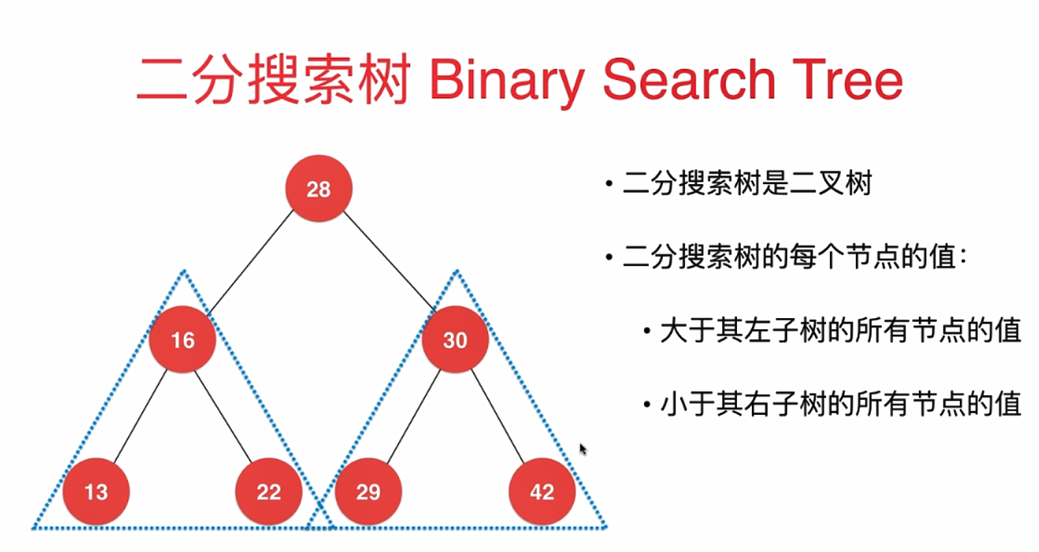 二分搜索树 Binary Search Tree
28
16
30
13
22
29
42
• 二分搜索树是二叉树
• 二分搜索树的每个节点的值：
• 大于其左子树的所有节点的值
• 小于其右子树的所有节点的值